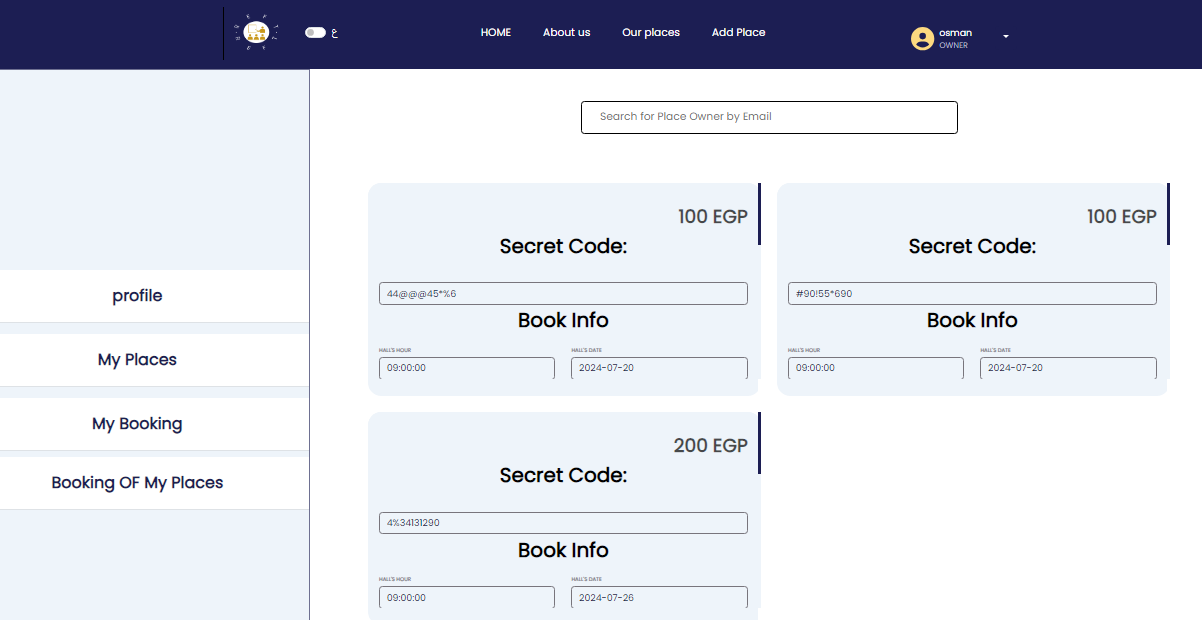 ع
HOME
About us
Our places
Add Place
osman
OWNER
profile
My Places
My Booking
Booking OF My Places
Search for Place Owner by Email
100 EGP
Secret Code:
44@@@45*%6
Book Info
HALL'S HOUR
HALL'S DATE
09:00:00
2024-07-20
100 EGP
Secret Code:
#90!55*690
Book Info
HALL'S HOUR
HALL'S DATE
09:00:00
2024-07-20
200 EGP
Secret Code:
4%34131290
Book Info
HALL'S HOUR
HALL'S DATE
09:00:00
2024-07-26